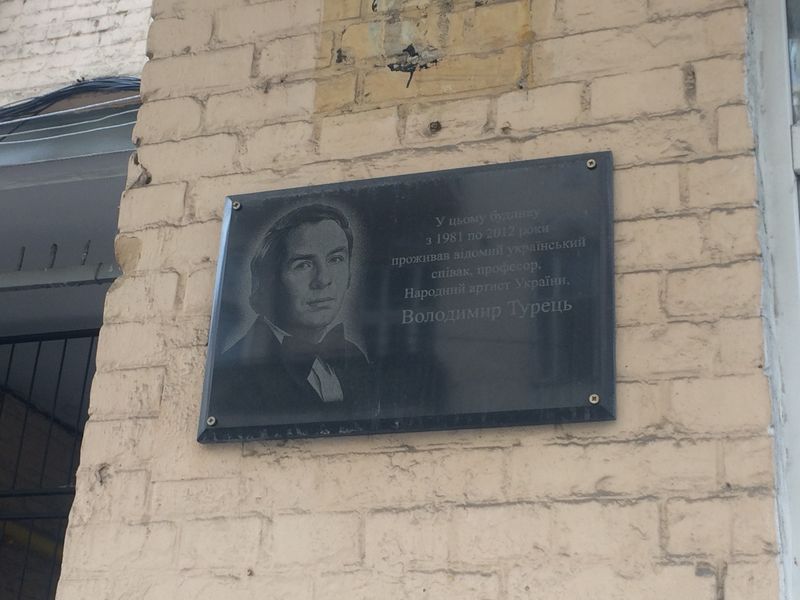 У цьому будинку
з 1981 по 2012 роки
проживав відомий український
співак, професор,
Народний артист України,
Володимир Турець